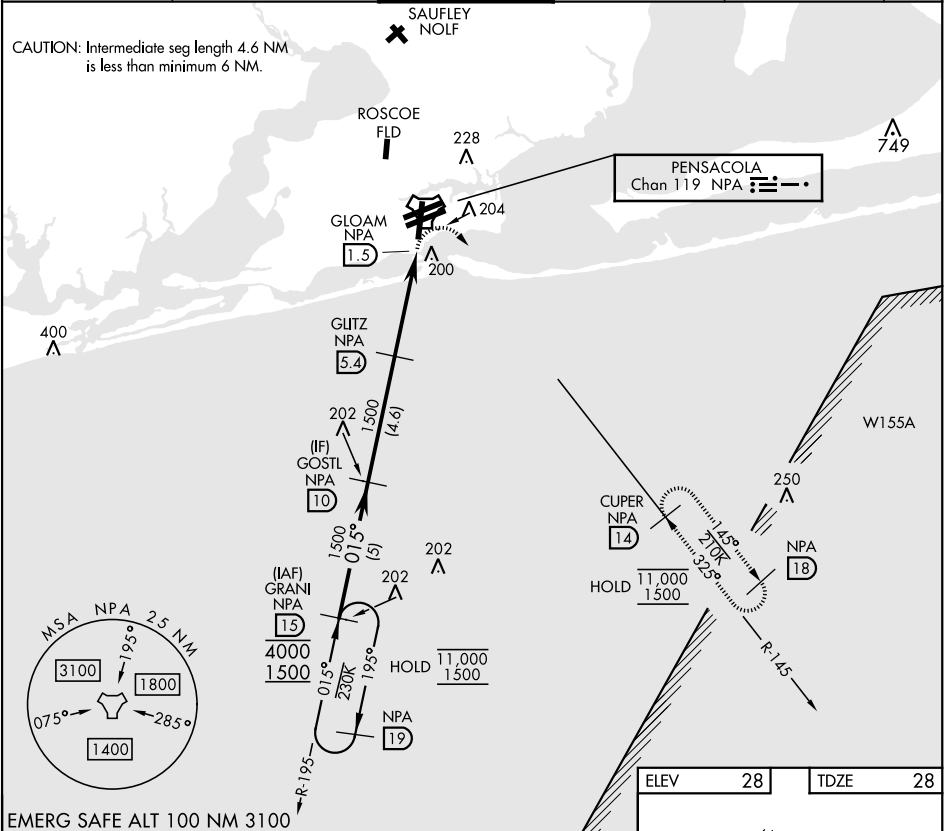 SAUFLEY
NOLF
CAUTION: Intermediate seg length 4.6 NM
is less than minimum 6 NM.
ROSCOE
FLD
228
749
PENSACOLA
Chan 119 NPA
204
GLOAM
NPA
1.5
200
400
GLITZ
NPA
5.4
1500
(4.6)
202
(IF)
GOSTL
NPA
10
W155A
250
CUPER
NPA
14
145°
210K
325°
NPA
18
HOLD 11,000
1500
R-145
1500
015°
(5)
202
(IAF)
GRANI
NPA
15
4000
1500
202
015°
230K
195°
HOLD 11,000
1500
NPA
19
R-195
MSA NPA 25 NM
195°
3100
1800
075°
285°
1400
ELEV 28
TDZE 28
EMERG SAFE ALT 100 NM 3100